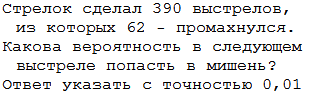 Стрелок сделал 390 выстрелов,
из которых 62 - промахнулся.
Какова вероятность в следующем
выстреле попасть в мишень?
Ответ указать с точностью 0,01